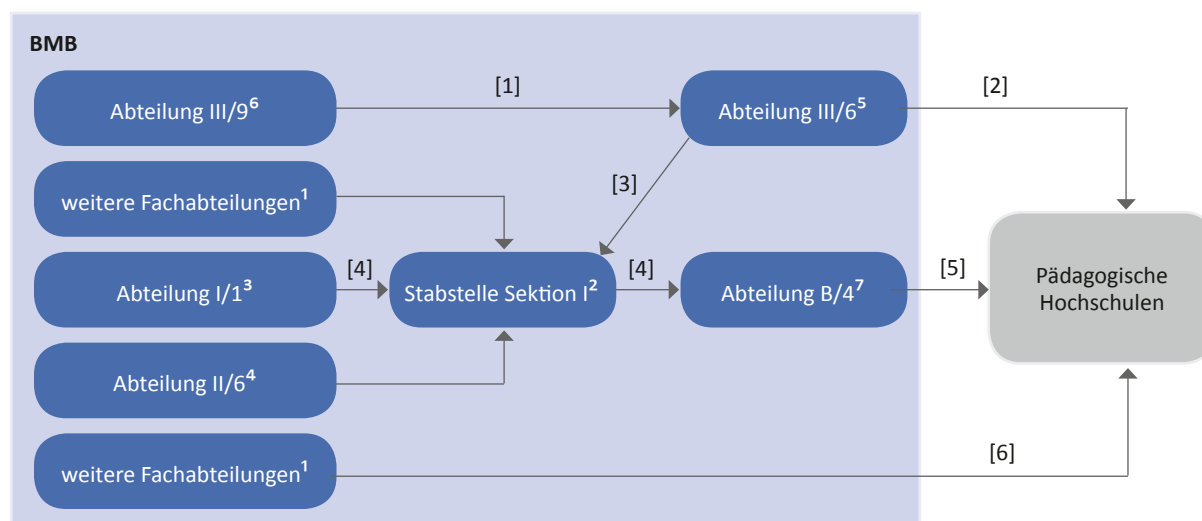 BMB
Abteilung III/9⁶
[1]
Abteilung III/6⁵
[2]
weitere Fachabteilungen¹
[3]
Abteilung I/1³
[4]
Stabstelle Sektion I²
[4]
Abteilung B/4⁷
[5]
Pädagogische
Hochschulen
Abteilung II/6⁴
weitere Fachabteilungen¹
[6]